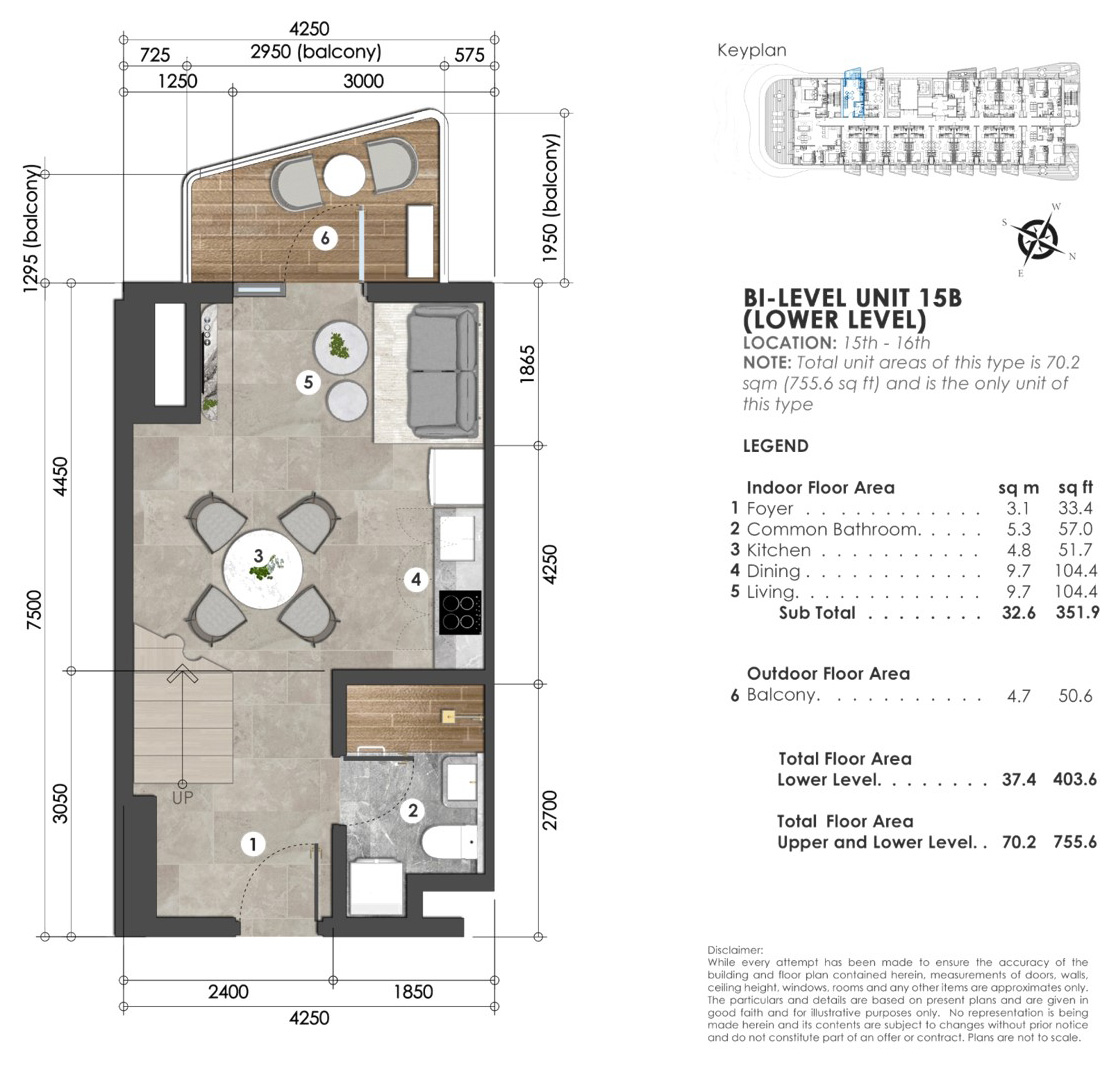 4250
725
2950 (balcony)
575
1250
3000
1295 (balcony)
1950 (balcony)
6
5
1865
4450
3
4
4250
7500
UP
3050
1
2
2700
2400
1850
4250
Keyplan
W
S
N
E
BI-LEVEL UNIT 15B
(LOWER LEVEL)
LOCATION: 15th - 16th
NOTE: Total unit areas of this type is 70.2
sqm (755.6 sq ft) and is the only unit of
this type
LEGEND
Indoor Floor Area sq m sq ft
1 Foyer . . . . . . . . . . . . 3.1 33.4
2 Common Bathroom. . . . . 5.3 57.0
3 Kitchen . . . . . . . . . . . 4.8 51.7
4 Dining . . . . . . . . . . . . 9.7 104.4
5 Living. . . . . . . . . . . . . 9.7 104.4
Sub Total . . . . . . . . 32.6 351.9
Outdoor Floor Area
6 Balcony. . . . . . . . . . . 4.7 50.6
Total Floor Area
Lower Level. . . . . . . . 37.4 403.6
Total Floor Area
Upper and Lower Level. . 70.2 755.6
Disclaimer:
While every attempt has been made to ensure the accuracy of the
building and floor plan contained herein, measurements of doors, walls,
ceiling height, windows, rooms and any other items are approximates only.
The particulars and details are based on present plans and are given in
good faith and for illustrative purposes only. No representation is being
made herein and its contents are subject to changes without prior notice
and do not constitute part of an offer or contract. Plans are not to scale.